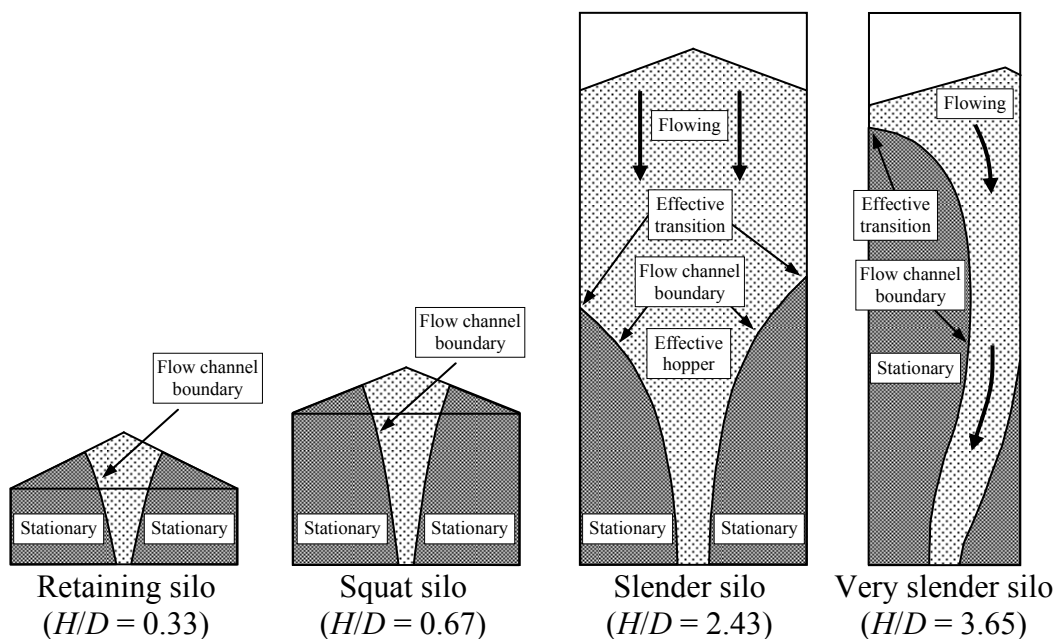 Flow channel
boundary
Stationary
Stationary
Retaining silo
(H/D = 0.33)
Flow channel
boundary
Stationary
Stationary
Squat silo
(H/D = 0.67)
Flowing
Effective
transition
Flow channel
boundary
Effective
hopper
Stationary
Stationary
Slender silo
(H/D = 2.43)
Flowing
Effective
transition
Flow channel
boundary
Stationary
Very slender silo
(H/D = 3.65)